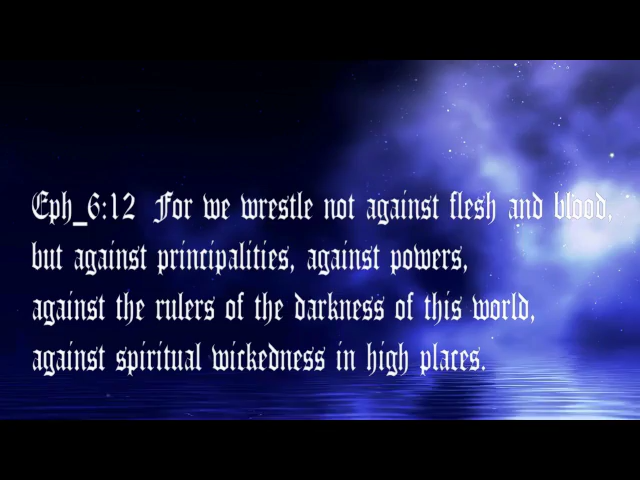 Eph_6:12 For we wrestle not against flesh and blood,
but against principalities, against powers,
against the rulers of the darkness of this world,
against spiritual wickedness in high places.